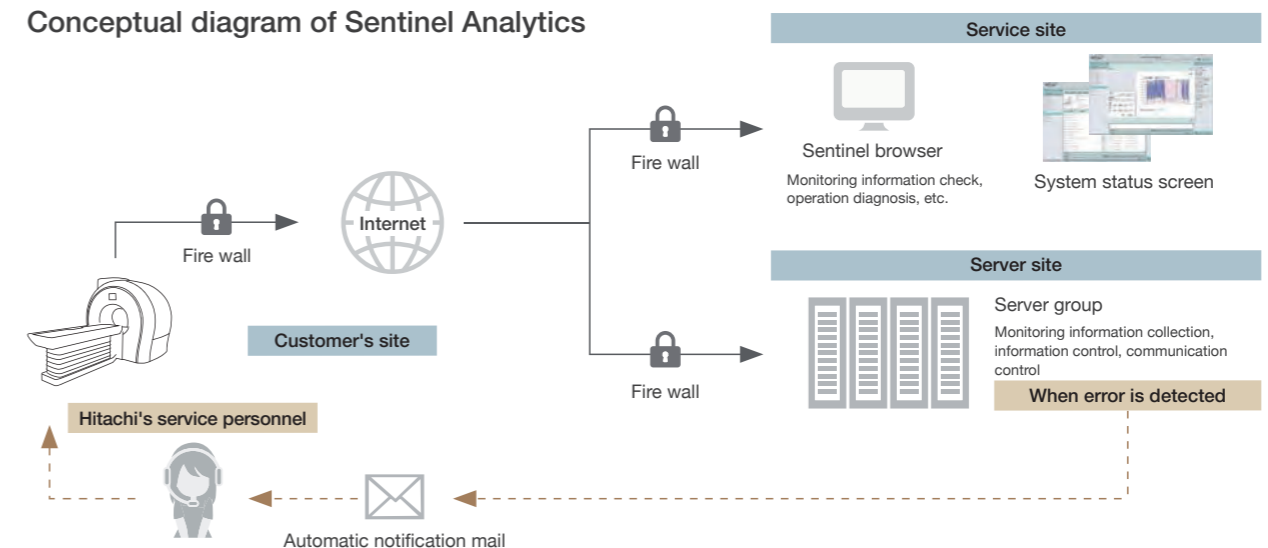 Conceptual diagram of Sentinel Analytics
Service site
Fire wall
Sentinel browser
Monitoring information check,
operation diagnosis, etc.
System status screen
Internet
Fire wall
Server site
Customer's site
Server group
Monitoring information collection,
information control, communication
control
Fire wall
When error is detected
Hitachi's service personnel
Automatic notification mail